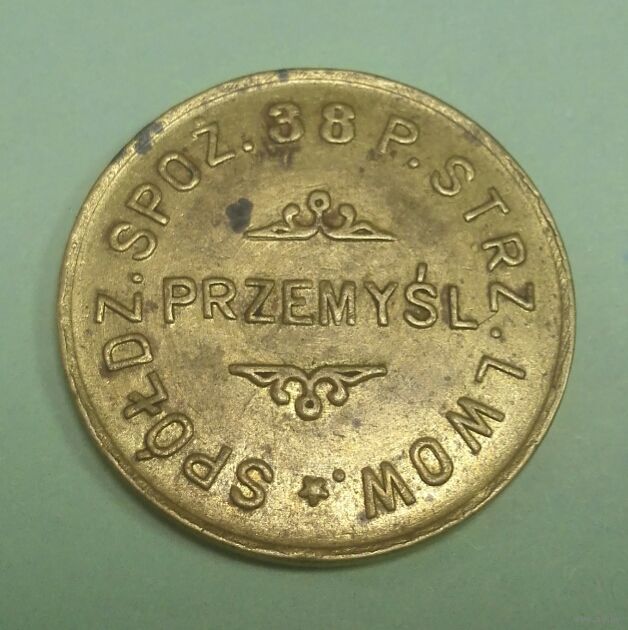 SPÓŁDZ. SPOŻ. 38 P. STRZ. LWOW.
PRZEMYŚL